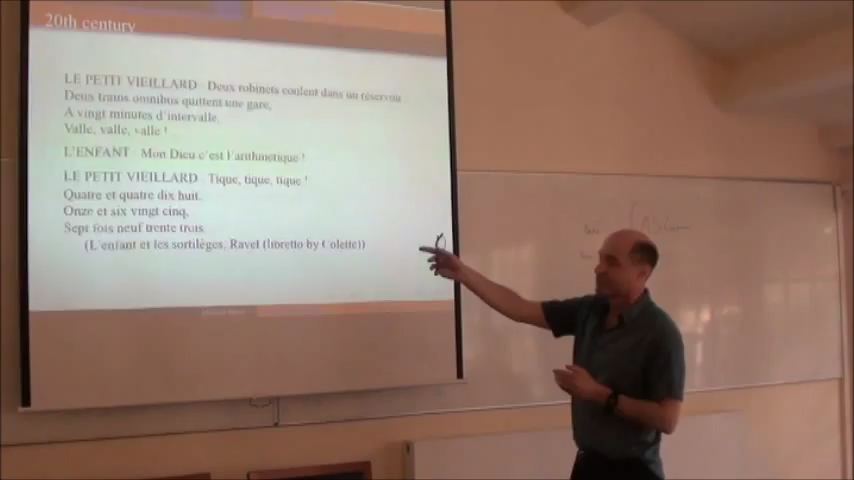 20th century
LE PETIT VIEILLARD Deux robinets coulent dans un réservoir
Deux trains omnibus quittent une gare,
A vingt minutes d'intervalle,
Valle, valle, valle !
L'ENFANT Mon Dieu c'est l'arithmétique !
LE PETIT VIEILLARD Tique, tique, tique !
Quatre et quatre dix huit,
Onze et six vingt cinq,
Sept fois neuf trente trois
(L'enfant et les sortilèges, Ravel (libretto by Colette))